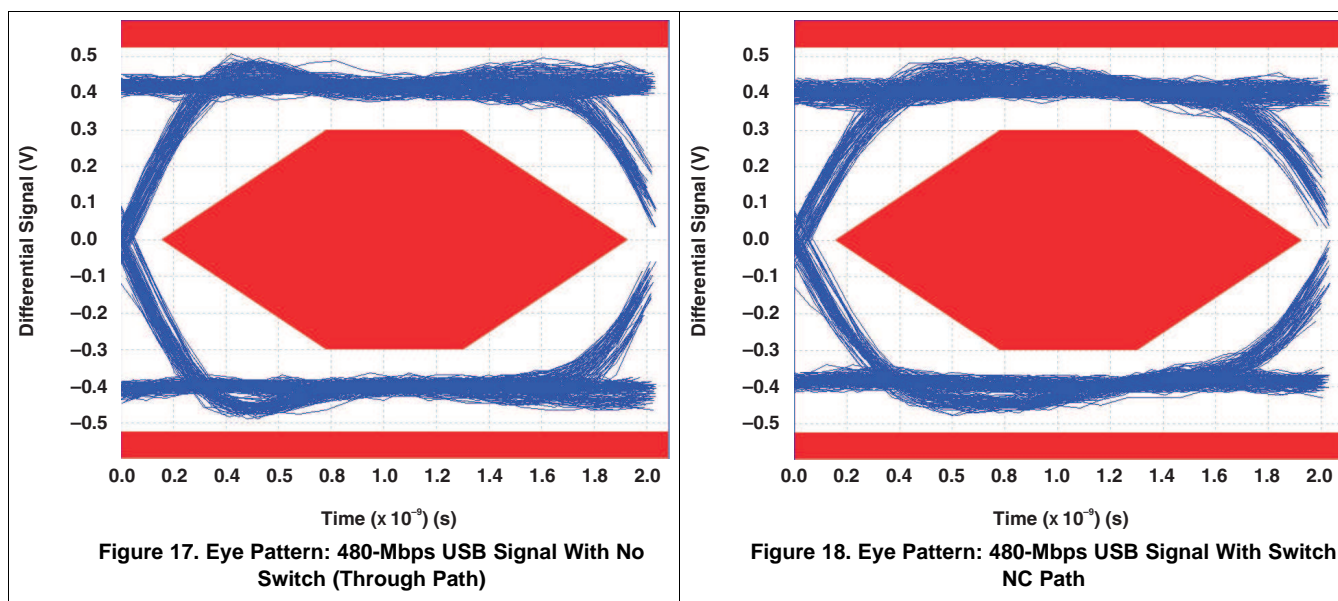 0.5
0.4
0.3
0.2
0.1
0.0
–0.1
–0.2
–0.3
–0.4
–0.5
Differential Signal (V)
0.0 0.2 0.4 0.5 0.8 1.0 1.2 1.4 1.6 1.8 2.0
Time (x 10⁻⁹) (s)
Figure 17. Eye Pattern: 480-Mbps USB Signal With No
Switch (Through Path)
0.5
0.4
0.3
0.2
0.1
0.0
–0.1
–0.2
–0.3
–0.4
–0.5
Differential Signal (V)
0.0 0.2 0.4 0.5 0.8 1.0 1.2 1.4 1.6 1.8 2.0
Time (x 10⁻⁹) (s)
Figure 18. Eye Pattern: 480-Mbps USB Signal With Switch
NC Path